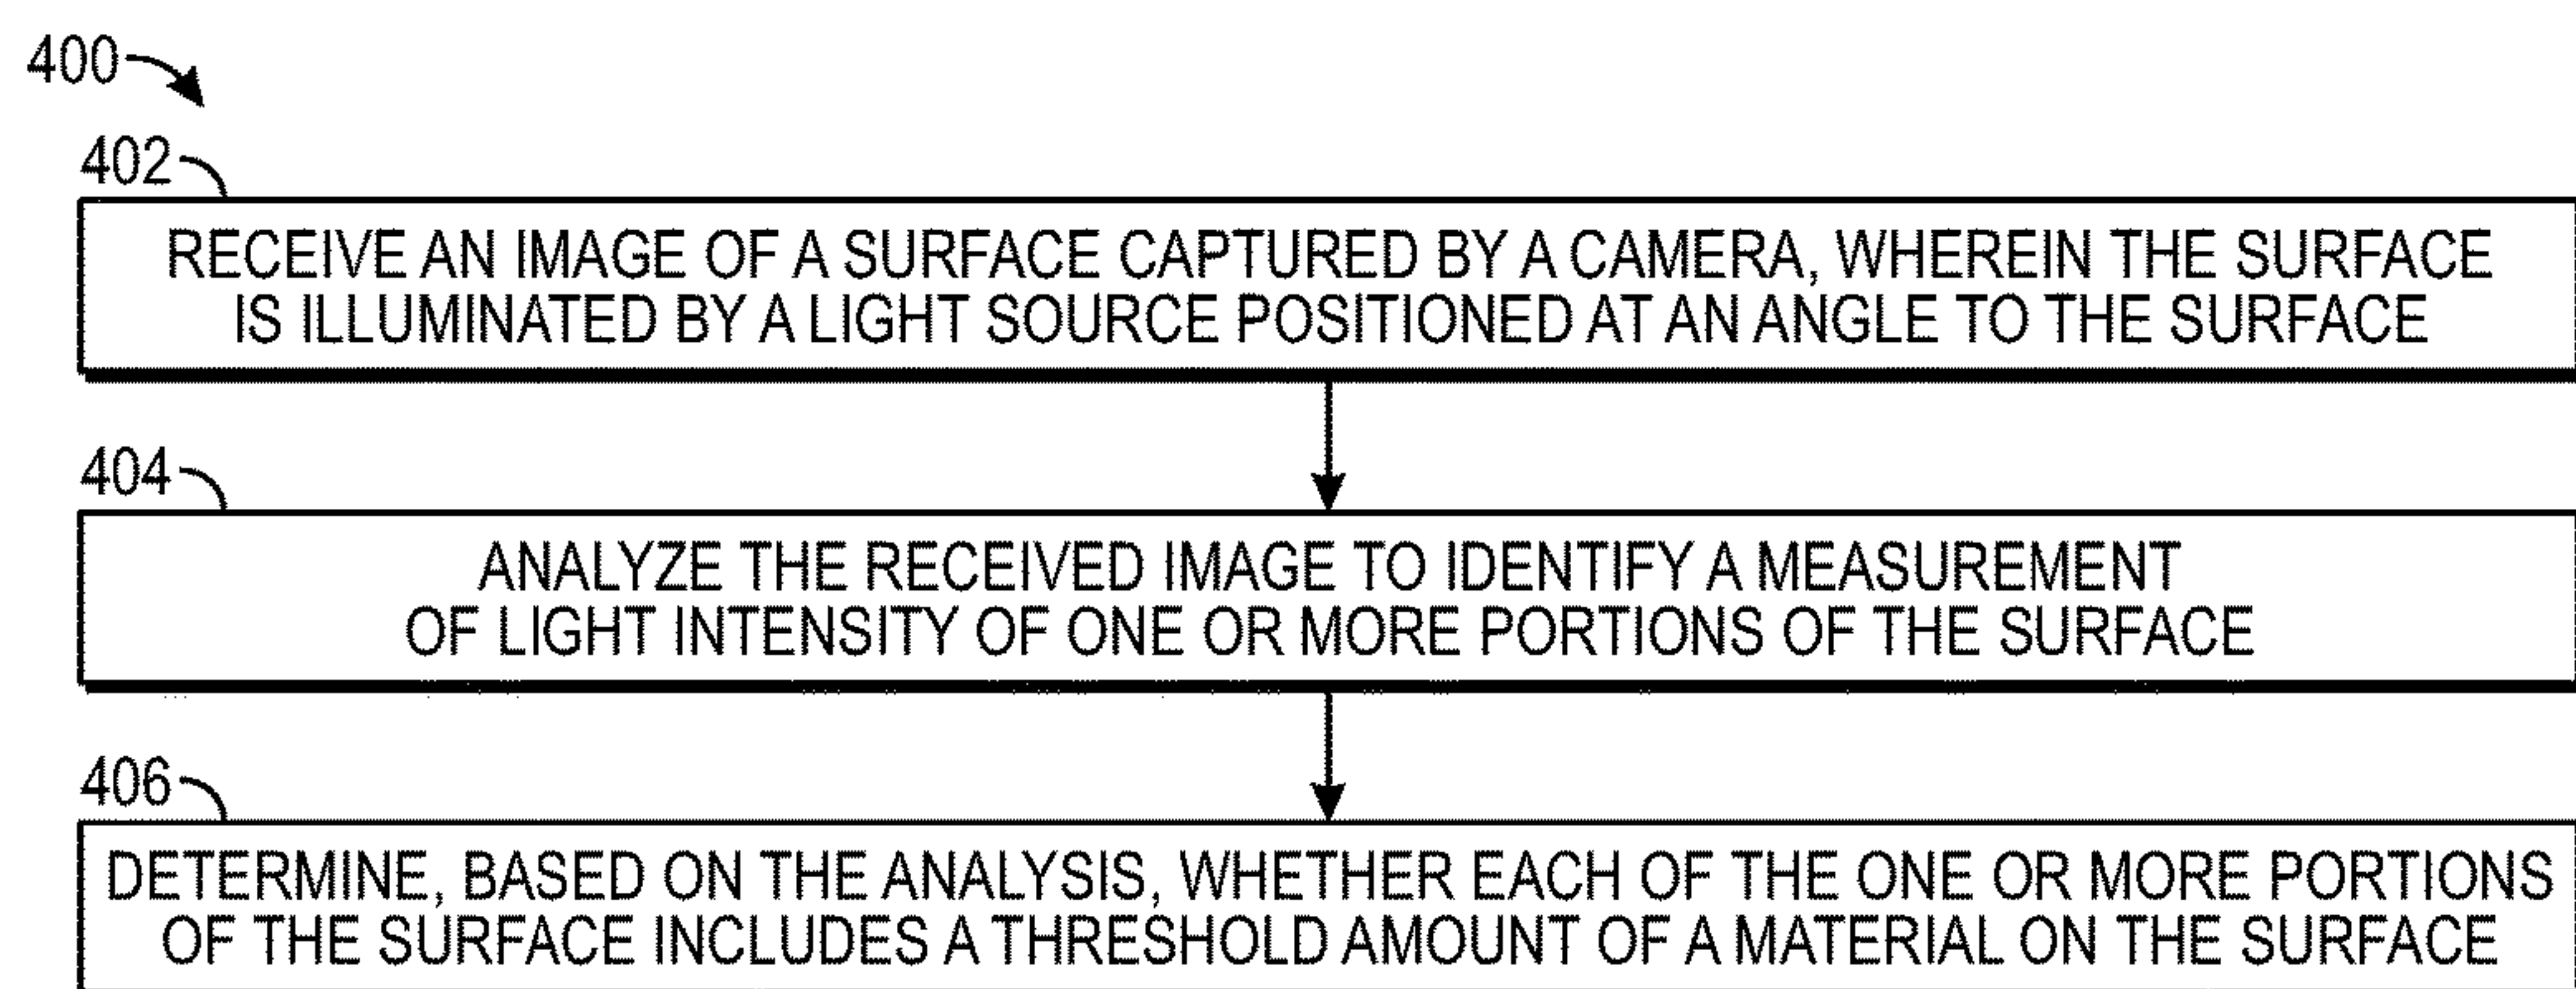 400
402
RECEIVE AN IMAGE OF A SURFACE CAPTURED BY A CAMERA, WHEREIN THE SURFACE
IS ILLUMINATED BY A LIGHT SOURCE POSITIONED AT AN ANGLE TO THE SURFACE
404
ANALYZE THE RECEIVED IMAGE TO IDENTIFY A MEASUREMENT
OF LIGHT INTENSITY OF ONE OR MORE PORTIONS OF THE SURFACE
406
DETERMINE, BASED ON THE ANALYSIS, WHETHER EACH OF THE ONE OR MORE PORTIONS
OF THE SURFACE INCLUDES A THRESHOLD AMOUNT OF A MATERIAL ON THE SURFACE